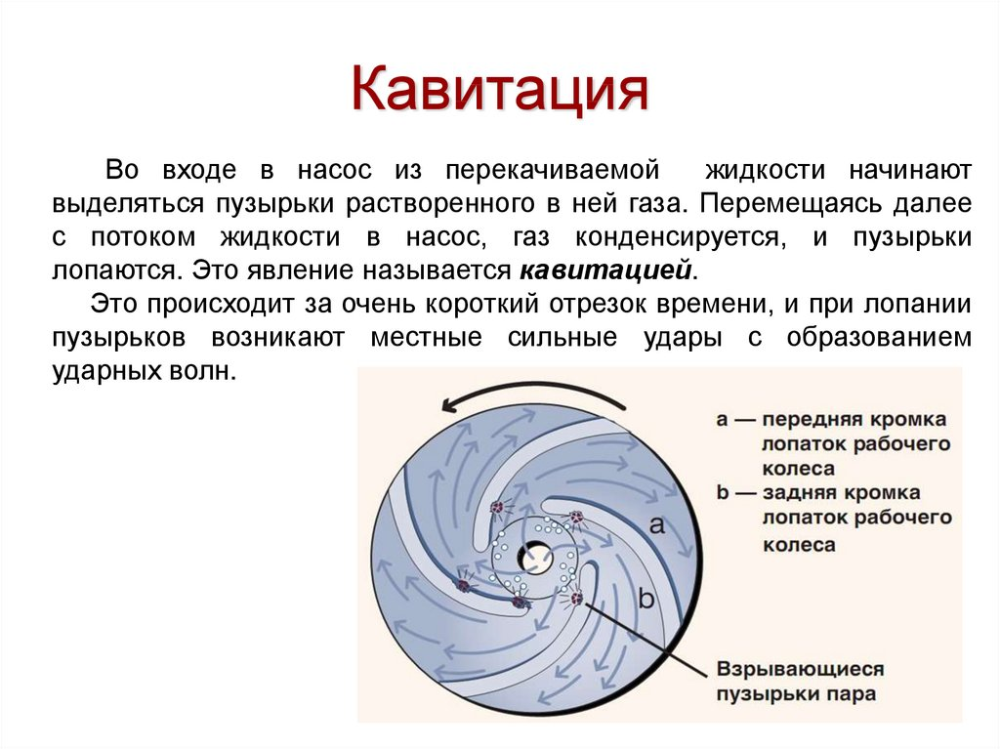 Кавитация
Во входе в насос из перекачиваемой жидкости начинают
выделяться пузырьки растворенного в ней газа. Перемещаясь далее
с потоком жидкости в насос, газ конденсируется, и пузырьки
лопаются. Это явление называется кавитацией.
Это происходит за очень короткий отрезок времени, и при лопании
пузырьков возникают местные сильные удары с образованием
ударных волн.
a — передняя кромка
лопаток рабочего
колеса
b — задняя кромка
лопаток рабочего
колеса
a
b
Взрывающиеся
пузырьки пара